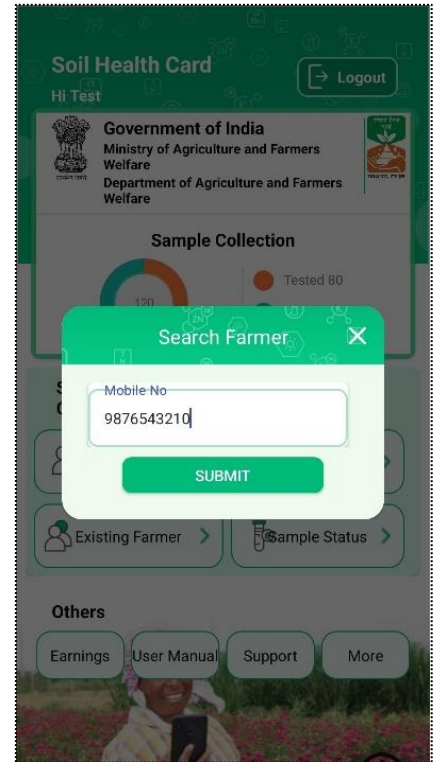 Soil Health Card
Logout
Hi Test
Government of India
Ministry of Agriculture and Farmers
Welfare
Department of Agriculture and Farmers
Welfare
Sample Collection
Tested 80
120
Search Farmer
Mobile No
9876543210
SUBMIT
Existing Farmer
Sample Status
Others
Earnings
User Manual
Support
More